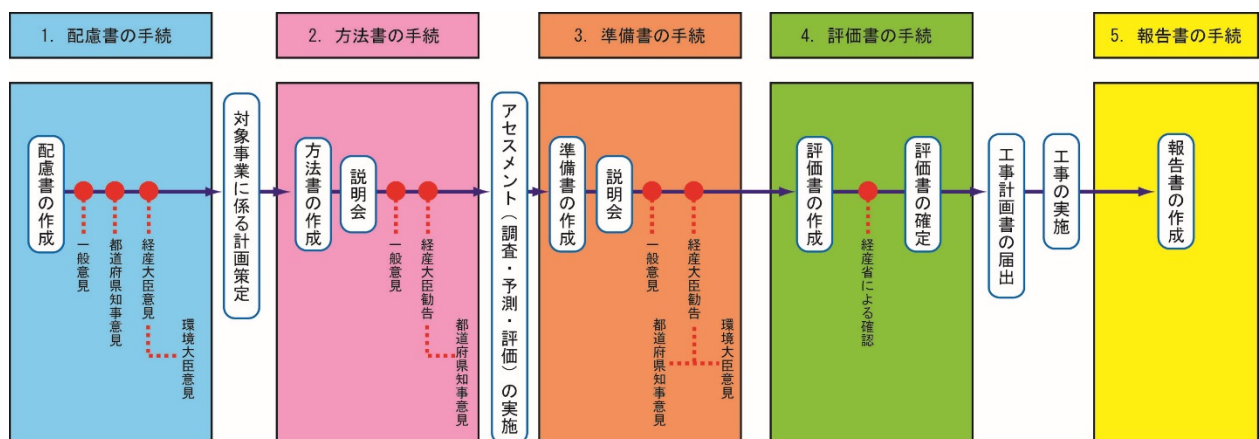 1. 配慮書の手続
2. 方法書の手続
3. 準備書の手続
4. 評価書の手続
5. 報告書の手続
配慮書の作成
一般意見
都道府県知事意見
経産大臣意見
環境大臣意見
対象事業に係る計画策定
方法書の作成
説明会
一般意見
経産大臣勧告
都道府県知事意見
アセスメント（調査・予測・評価）の実施
準備書の作成
説明会
一般意見
都道府県知事意見
経産大臣勧告
環境大臣意見
評価書の作成
経産省による確認
評価書の確定
工事計画書の届出
工事の実施
報告書の作成